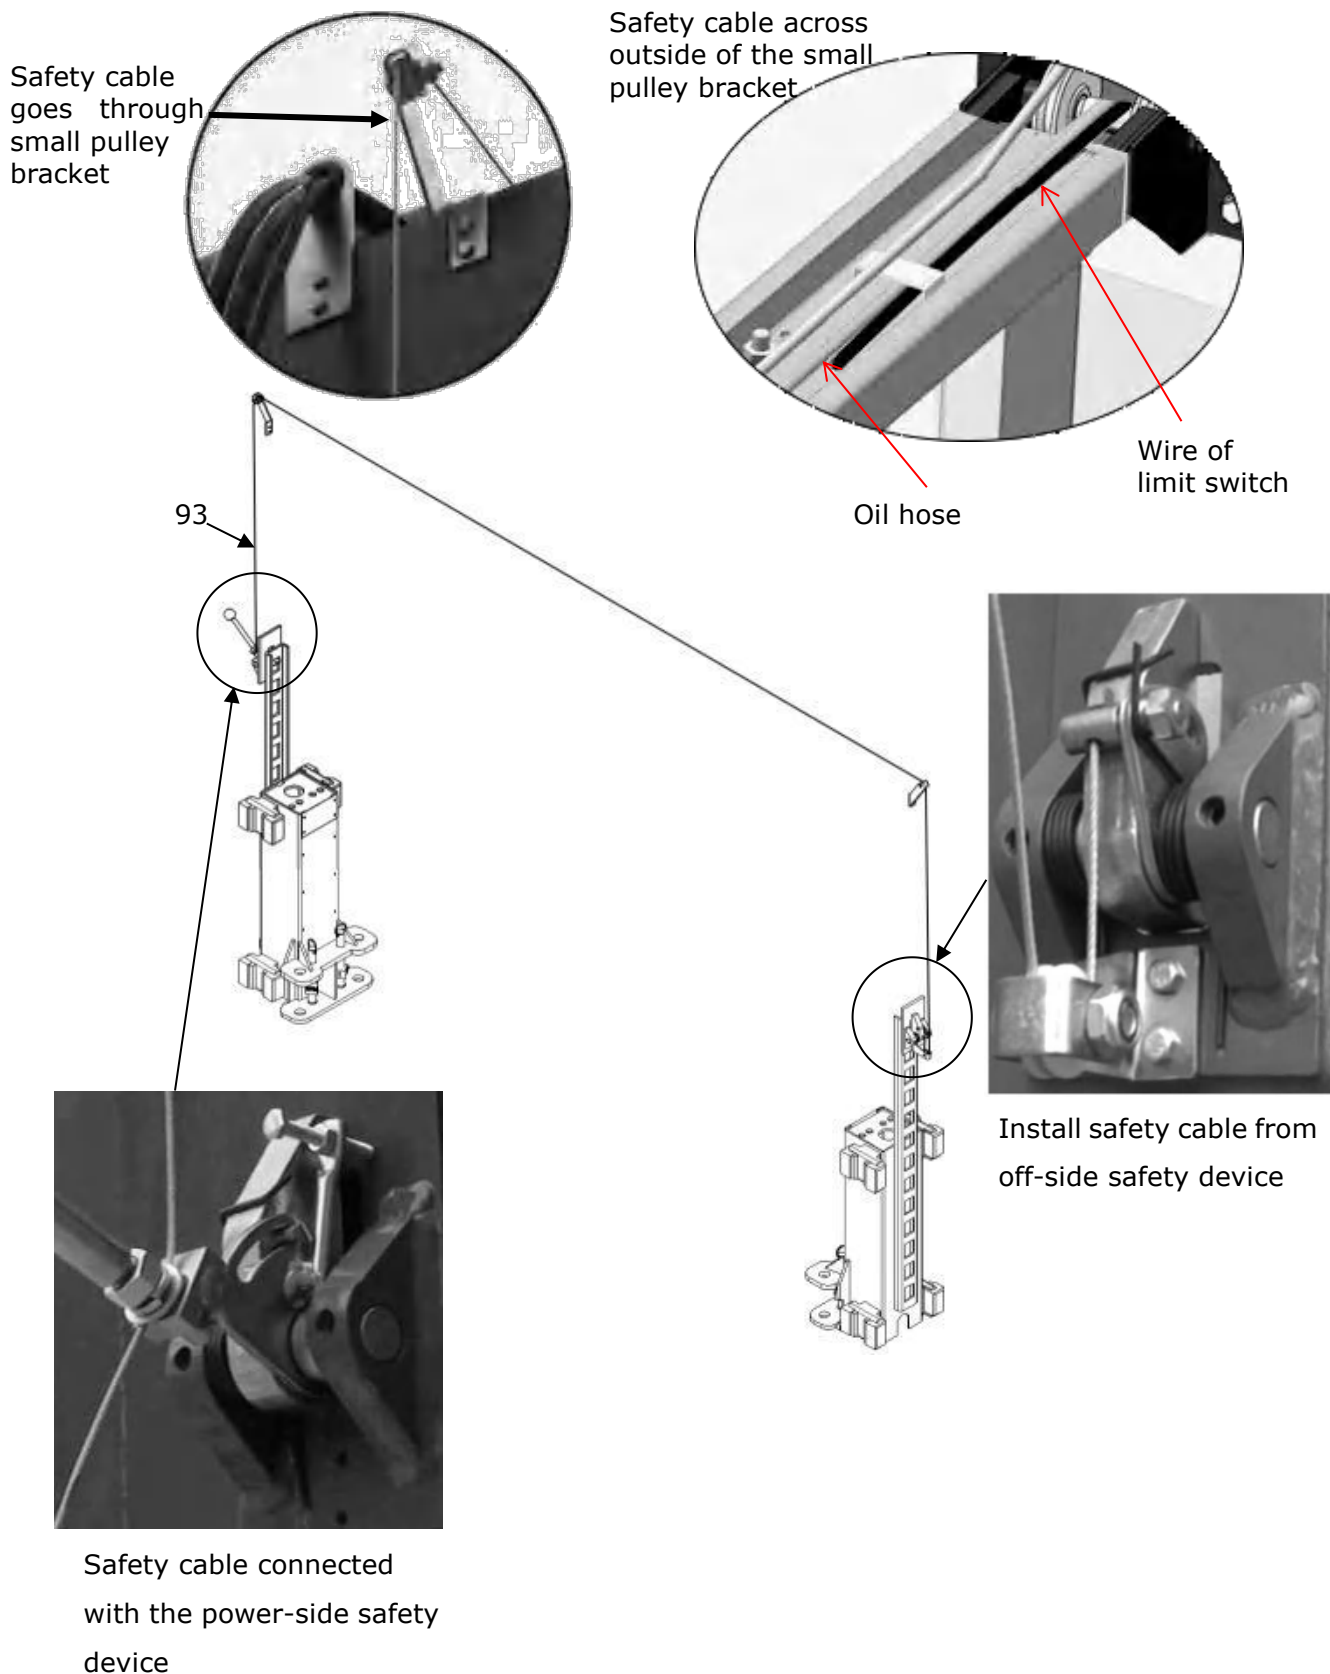 Safety cable
goes through
small pulley
bracket
Safety cable across
outside of the small
pulley bracket
Wire of
limit switch
Oil hose
93
Install safety cable from
off-side safety device
Safety cable connected
with the power-side safety
device